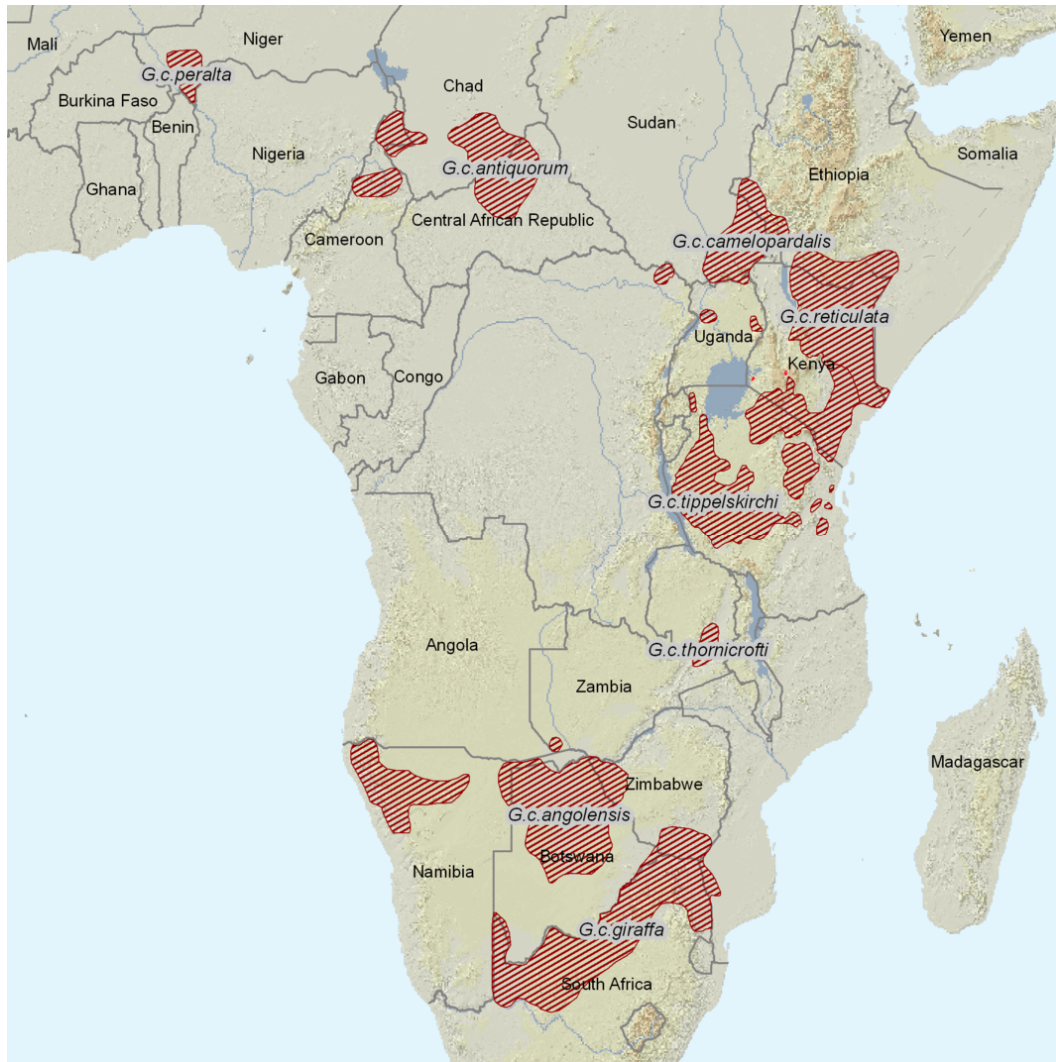 Mali
Niger
Yemen
G.c.peralta
Chad
Burkina Faso
Benin
Sudan
Nigeria
Somalia
G.c.antiquorum
Ethiopia
Ghana
Central African Republic
Cameroon
G.c.camelopardalis
G.c.reticulata
Uganda
Kenya
Gabon
Congo
G.c.tippelskirchi
Angola
G.c.thornicrofti
Zambia
Madagascar
Zimbabwe
G.c.angolensis
Botswana
Namibia
G.c.giraffa
South Africa